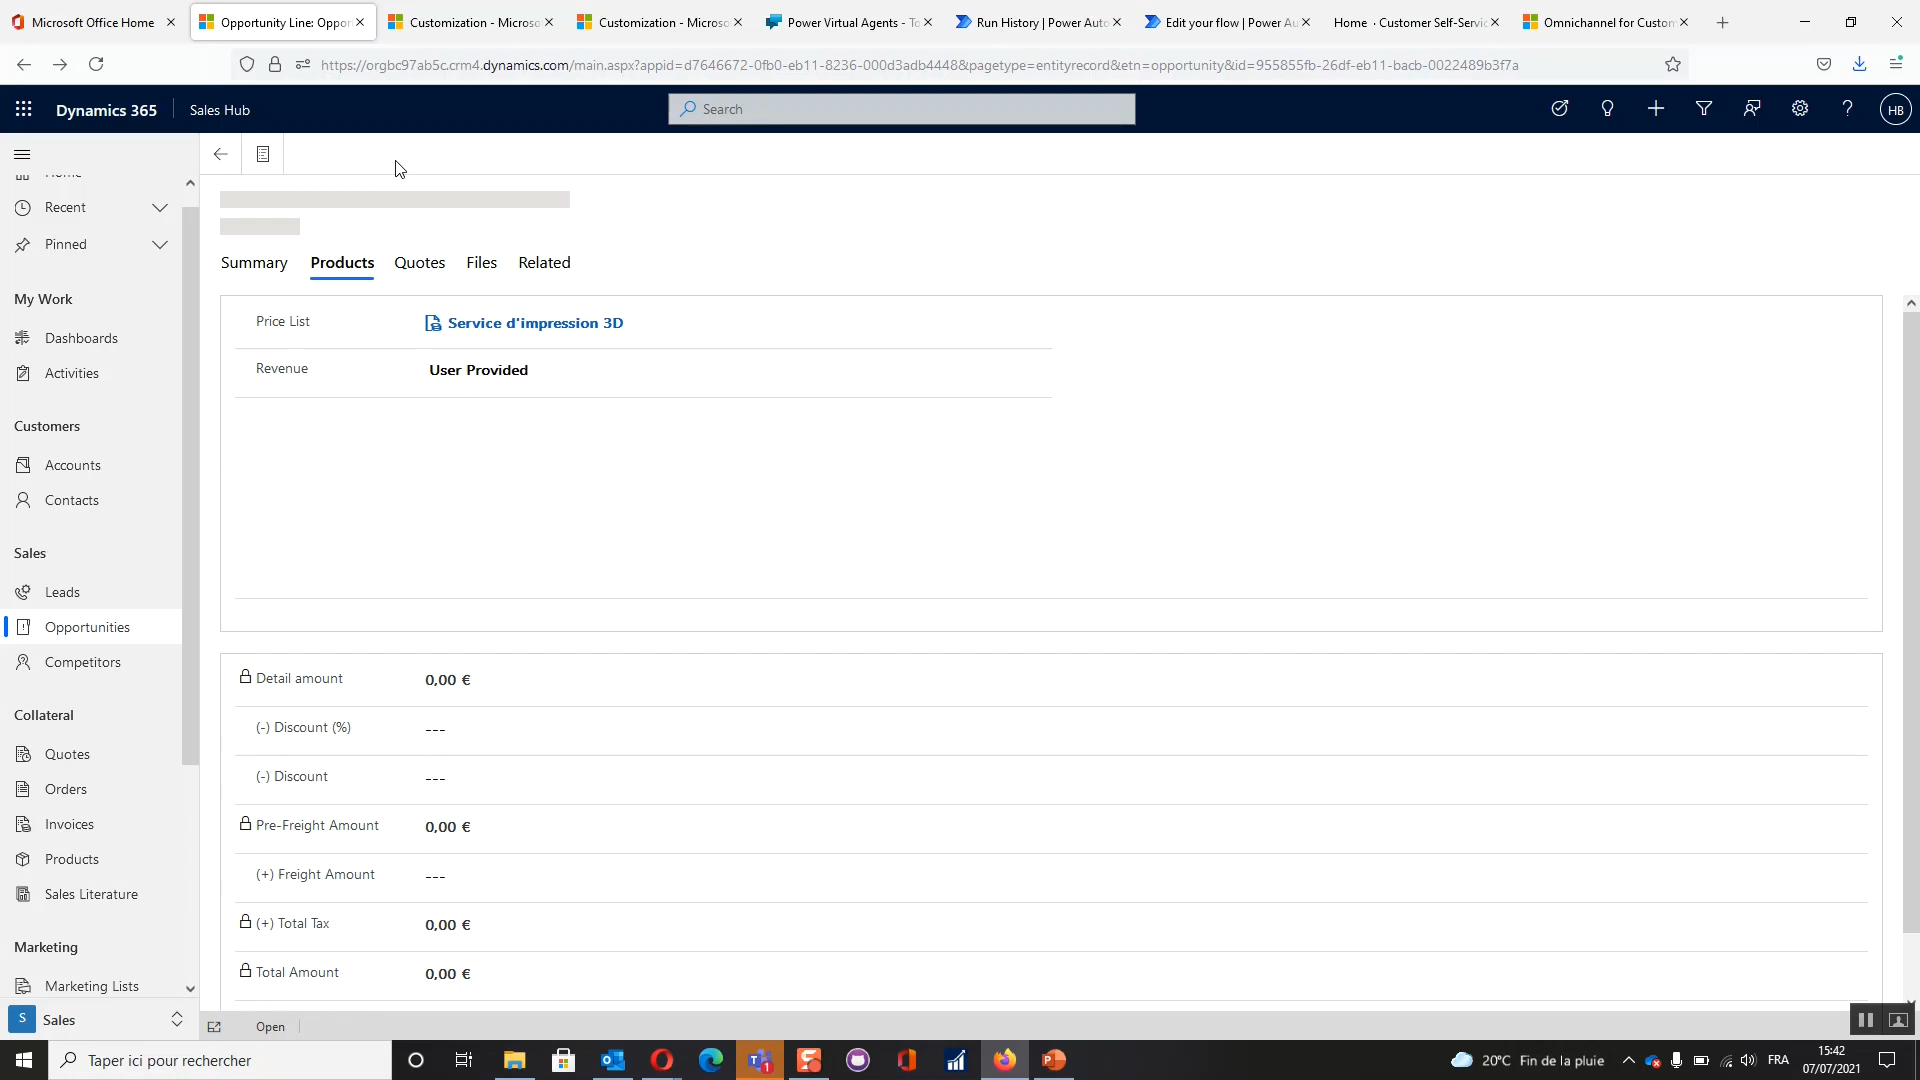 Microsoft Office Home
Opportunity Line: Oppor
Customization - Microso
Customization - Microso
Power Virtual Agents - To
Run History | Power Auto
Edit your flow | Power Au
Home · Customer Self-Servic
Omnichannel for Custom
https://orgbc97ab5c.crm4.dynamics.com/main.aspx?appid=d7646672-0fb0-eb11-8236-000d3adb4448&pagetype=entityrecord&etn=opportunity&id=955855fb-26df-eb11-bacb-0022489b3f7a
Dynamics 365
Sales Hub
Search
HB
Home
Recent
Pinned
My Work
Dashboards
Activities
Customers
Accounts
Contacts
Sales
Leads
Opportunities
Competitors
Collateral
Quotes
Orders
Invoices
Products
Sales Literature
Marketing
Marketing Lists
S Sales
Summary
Products
Quotes
Files
Related
Price List Service d'impression 3D
Revenue User Provided
Detail amount 0,00 €
(-) Discount (%) ---
(-) Discount ---
Pre-Freight Amount 0,00 €
(+) Freight Amount ---
(+) Total Tax 0,00 €
Total Amount 0,00 €
Open
Taper ici pour rechercher
20°C Fin de la pluie
FRA
15:42
07/07/2021